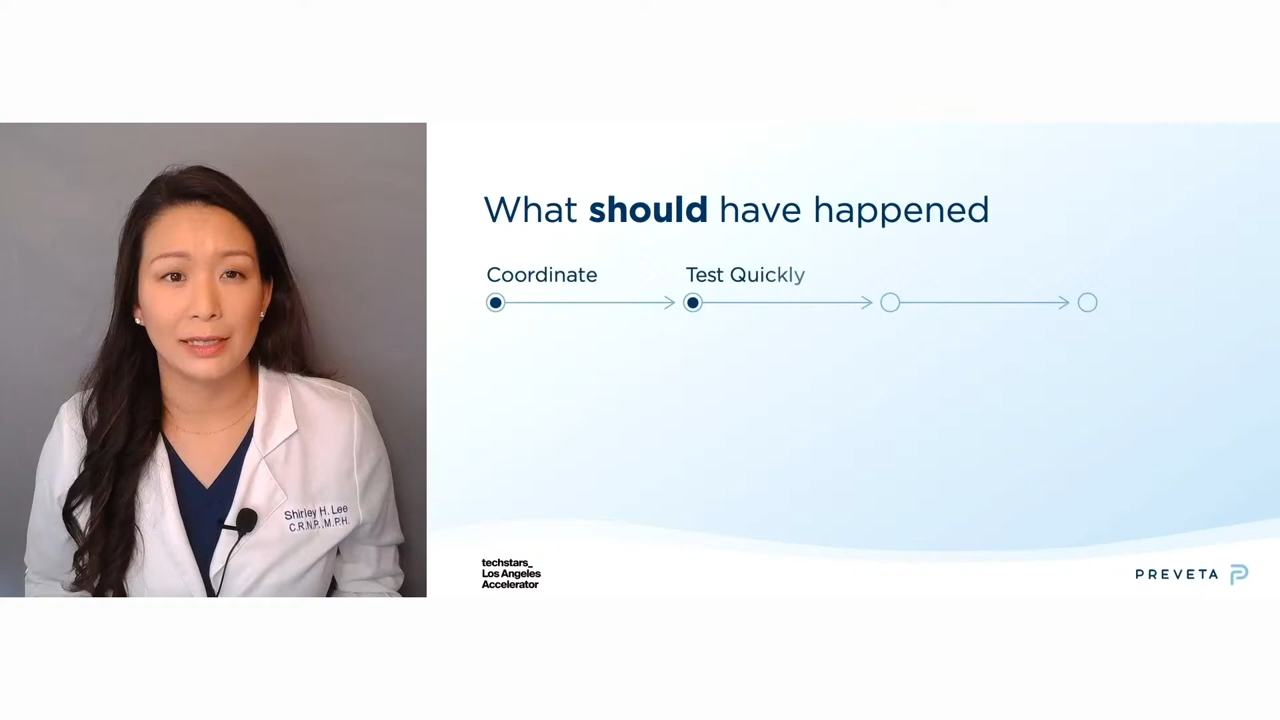 What should have happened
Coordinate
Test Quickly
Shirley H. Lee
C.R.N.P., M.P.H.
techstars_
Los Angeles
Accelerator
PREVETA